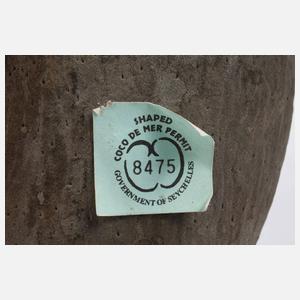 SHAPED
COCO DE MER PERMIT
8475
GOVERNMENT OF SEYCHELLES